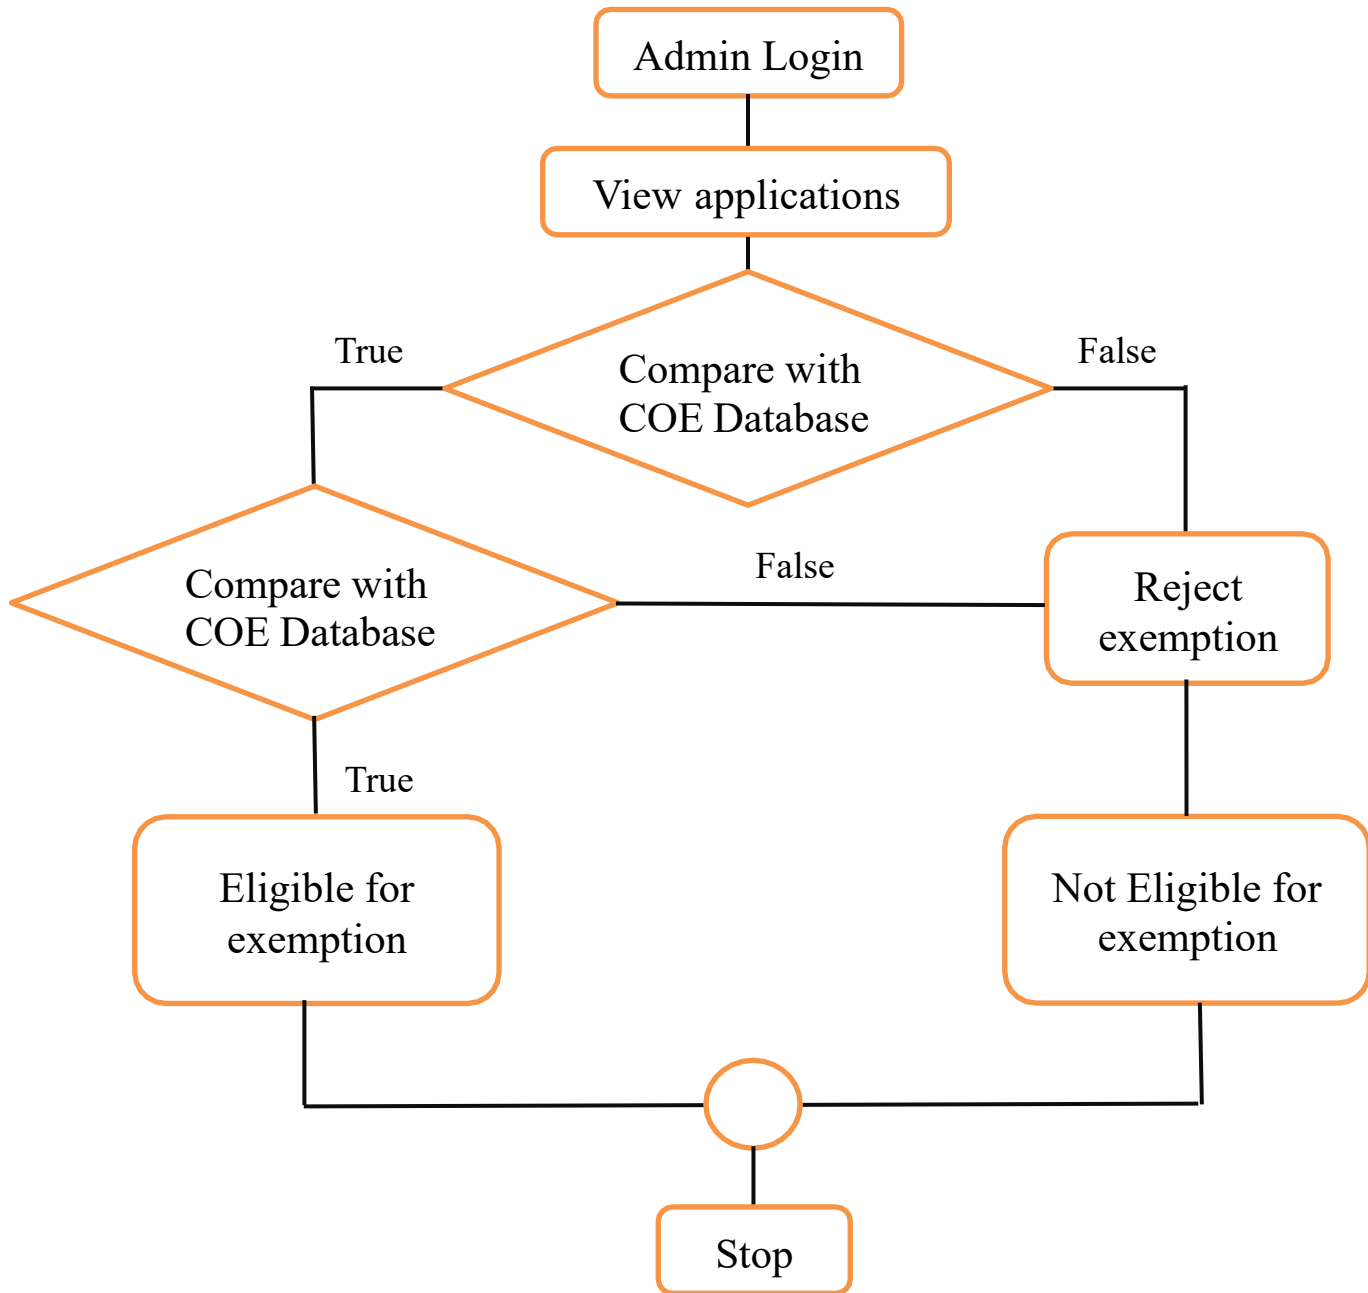 Admin Login
View applications
True
False
Compare with
COE Database
False
Compare with
COE Database
Reject
exemption
True
Eligible for
exemption
Not Eligible for
exemption
Stop